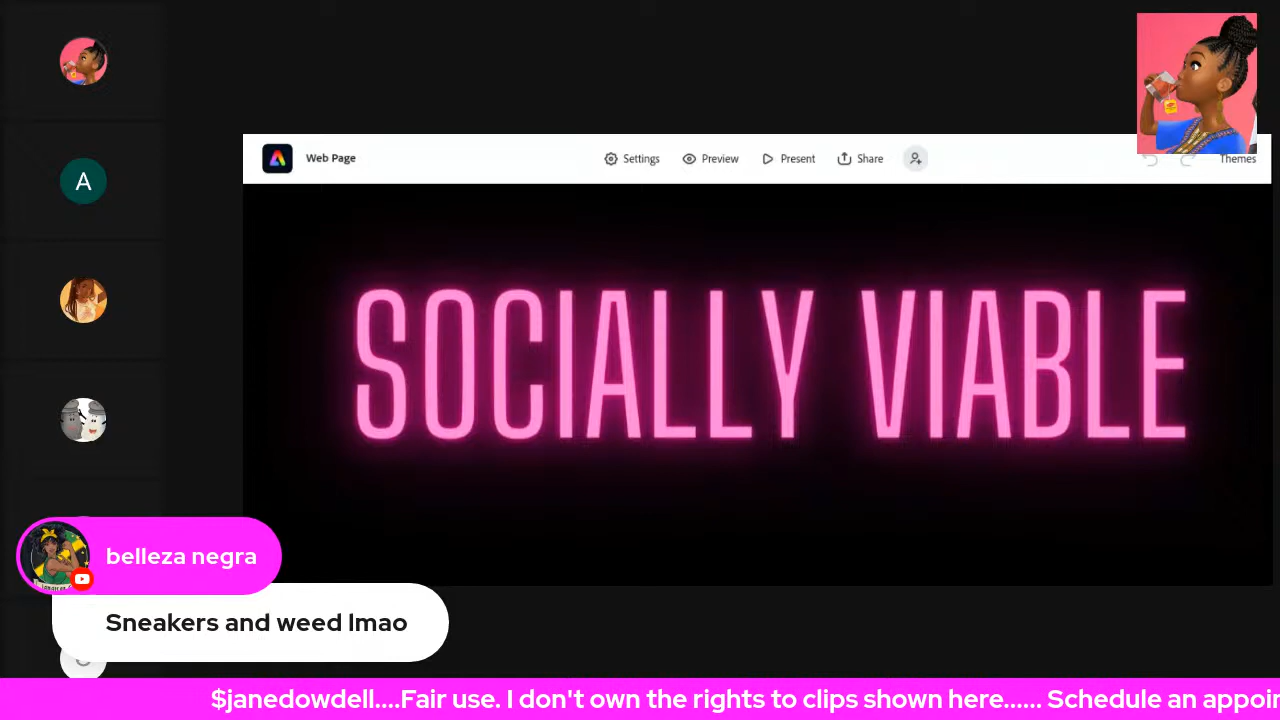 A
Web Page
Settings
Preview
Present
Share
Themes
SOCIALLY VIABLE
belleza negra
Sneakers and weed lmao
$janedowdell....Fair use. I don't own the rights to clips shown here...... Schedule an appoin